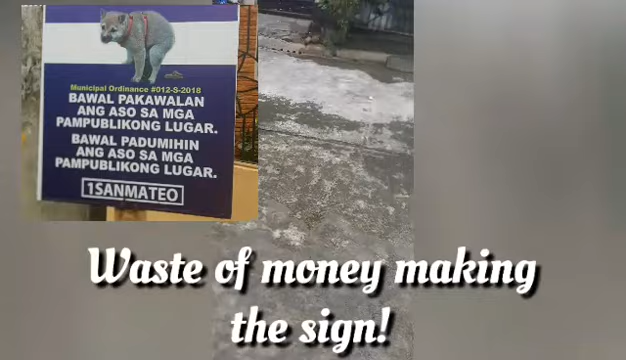 Municipal Ordinance #012-S-2018
BAWAL PAKAWALAN
ANG ASO SA MGA
PAMPUBLIKONG LUGAR.
BAWAL PADUMIHIN
ANG ASO SA MGA
PAMPUBLIKONG LUGAR.
1SANMATEO
Waste of money making
the sign!